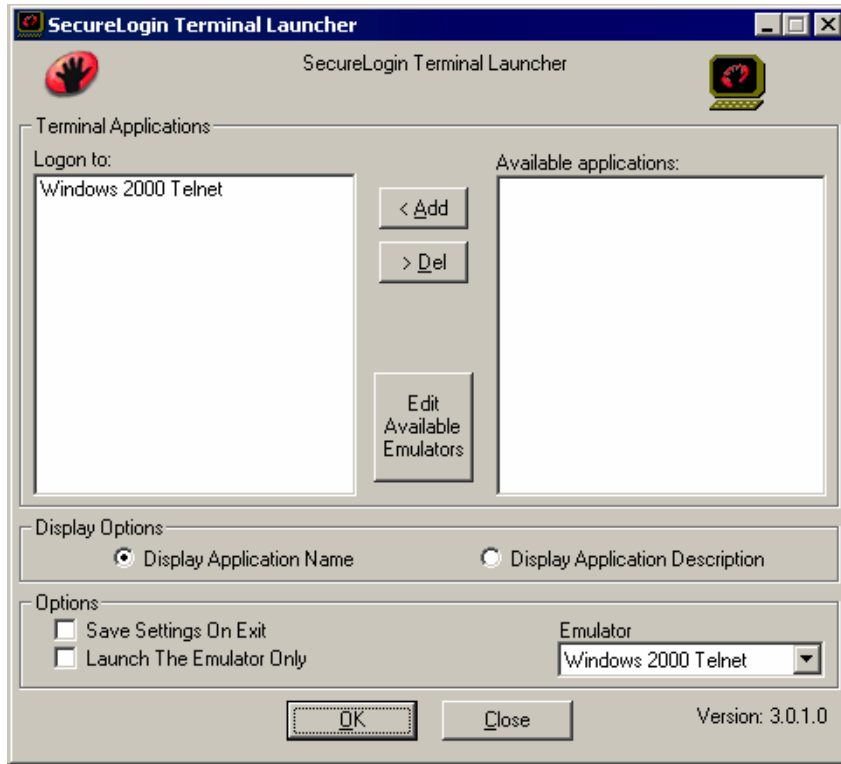 SecureLogin Terminal Launcher
SecureLogin Terminal Launcher
Terminal Applications
Logon to:
Available applications:
Windows 2000 Telnet
< Add
> Del
Edit
Available
Emulators
Display Options
Display Application Name
Display Application Description
Options
Save Settings On Exit
Launch The Emulator Only
Emulator
Windows 2000 Telnet
OK
Close
Version: 3.0.1.0